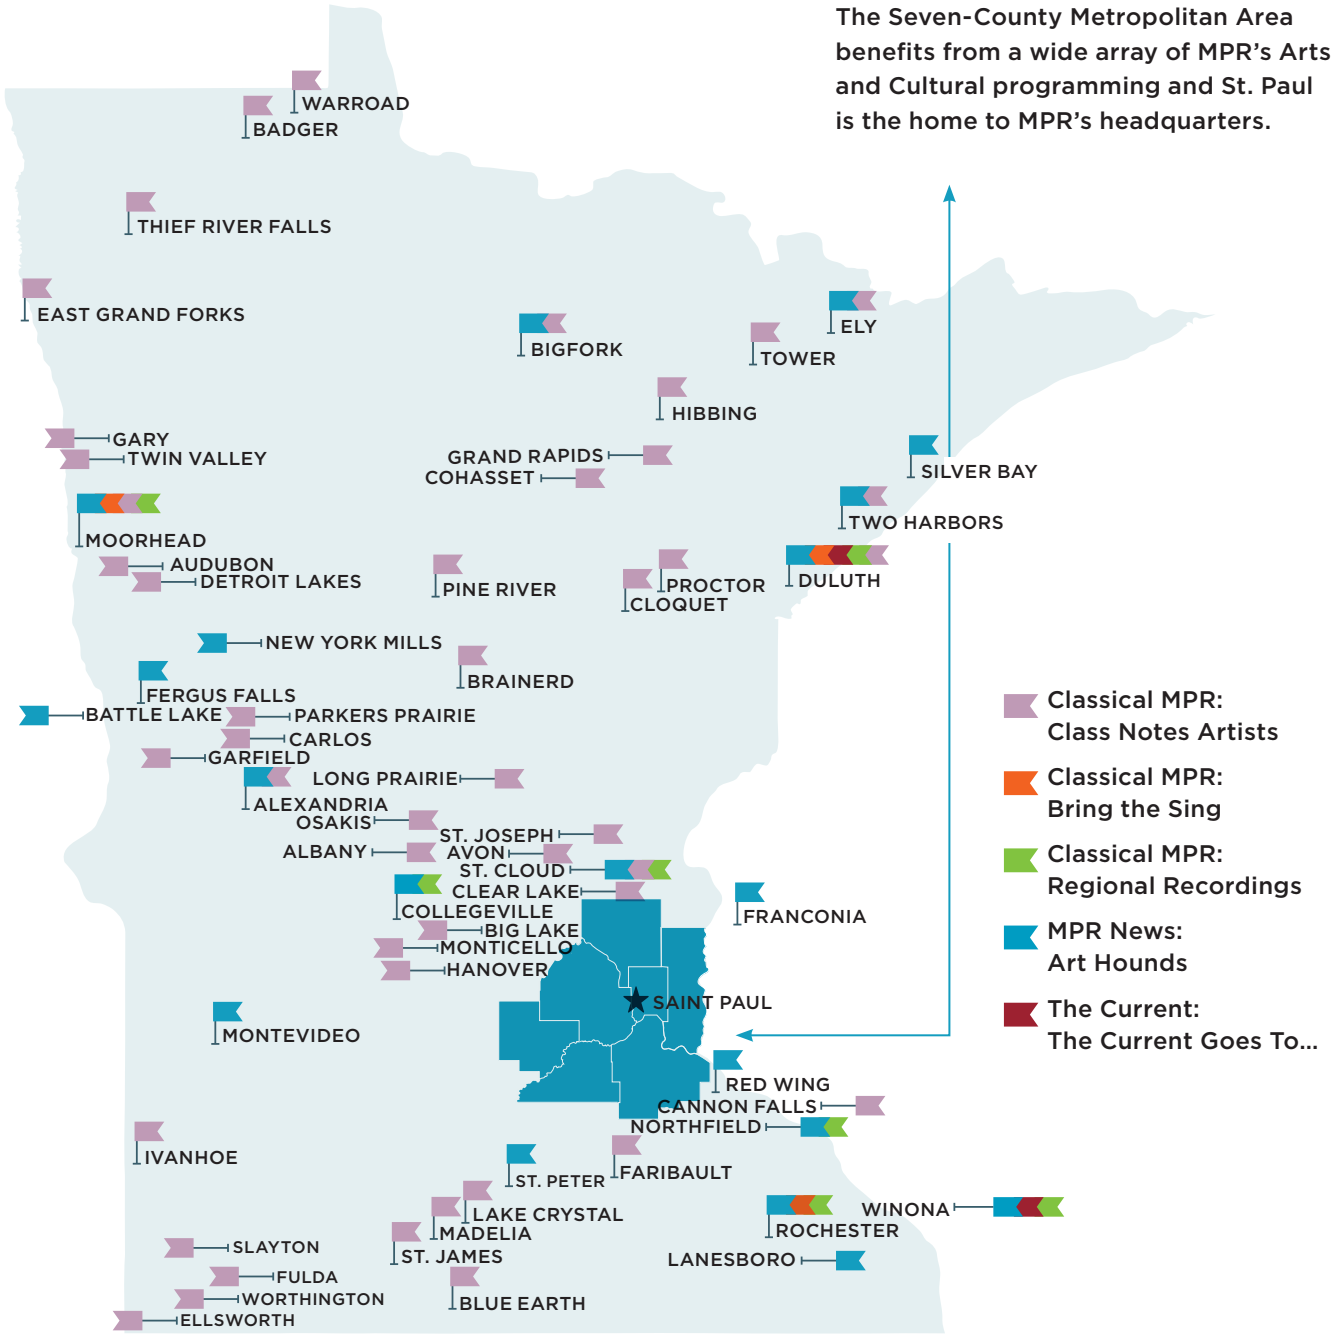 The Seven-County Metropolitan Area
benefits from a wide array of MPR’s Arts
and Cultural programming and St. Paul
is the home to MPR’s headquarters.
WARROAD
BADGER
THIEF RIVER FALLS
EAST GRAND FORKS
ELY
BIGFORK
TOWER
HIBBING
GARY
TWIN VALLEY
GRAND RAPIDS
COHASSET
SILVER BAY
TWO HARBORS
MOORHEAD
AUDUBON
DETROIT LAKES
PINE RIVER
PROCTOR
CLOQUET
DULUTH
NEW YORK MILLS
BRAINERD
FERGUS FALLS
BATTLE LAKE
PARKERS PRAIRIE
CARLOS
GARFIELD
LONG PRAIRIE
ALEXANDRIA
OSAKIS
ST. JOSEPH
ALBANY
AVON
ST. CLOUD
CLEAR LAKE
COLLEGEVILLE
FRANCONIA
BIG LAKE
MONTICELLO
HANOVER
SAINT PAUL
MONTEVIDEO
RED WING
CANNON FALLS
NORTHFIELD
IVANHOE
ST. PETER
FARIBAULT
LAKE CRYSTAL
MADELIA
ST. JAMES
ROCHESTER
WINONA
LANESBORO
SLAYTON
FULDA
WORTHINGTON
ELLSWORTH
BLUE EARTH
Classical MPR:
Class Notes Artists
Classical MPR:
Bring the Sing
Classical MPR:
Regional Recordings
MPR News:
Art Hounds
The Current:
The Current Goes To...